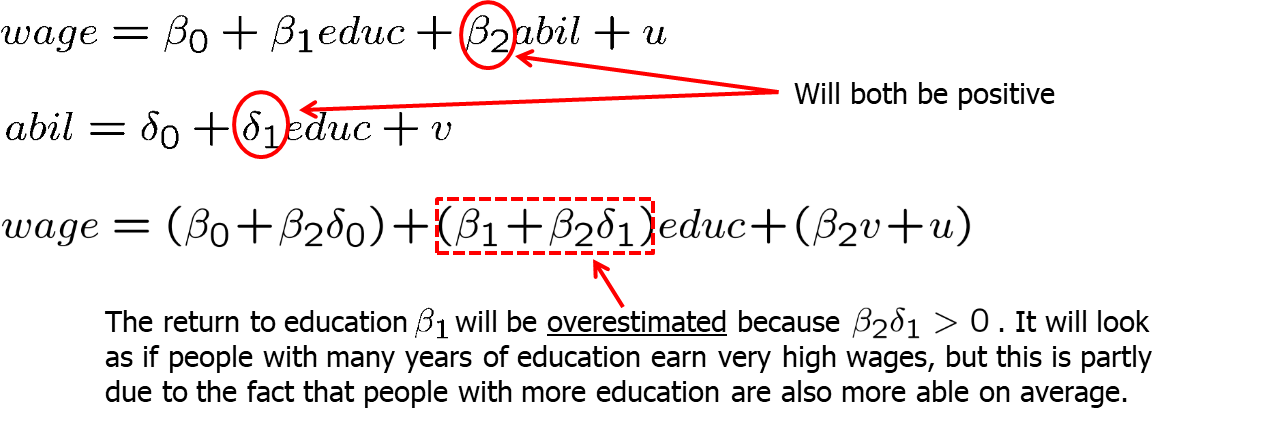 wage = β₀ + β₁educ + β₂abil + u
Will both be positive
abil = δ₀ + δ₁educ + v
wage = (β₀+β₂δ₀)+(β₁+β₂δ₁)educ+(β₂v+u)
The return to education β₁ will be overestimated because β₂δ₁ > 0 . It will look
as if people with many years of education earn very high wages, but this is partly
due to the fact that people with more education are also more able on average.